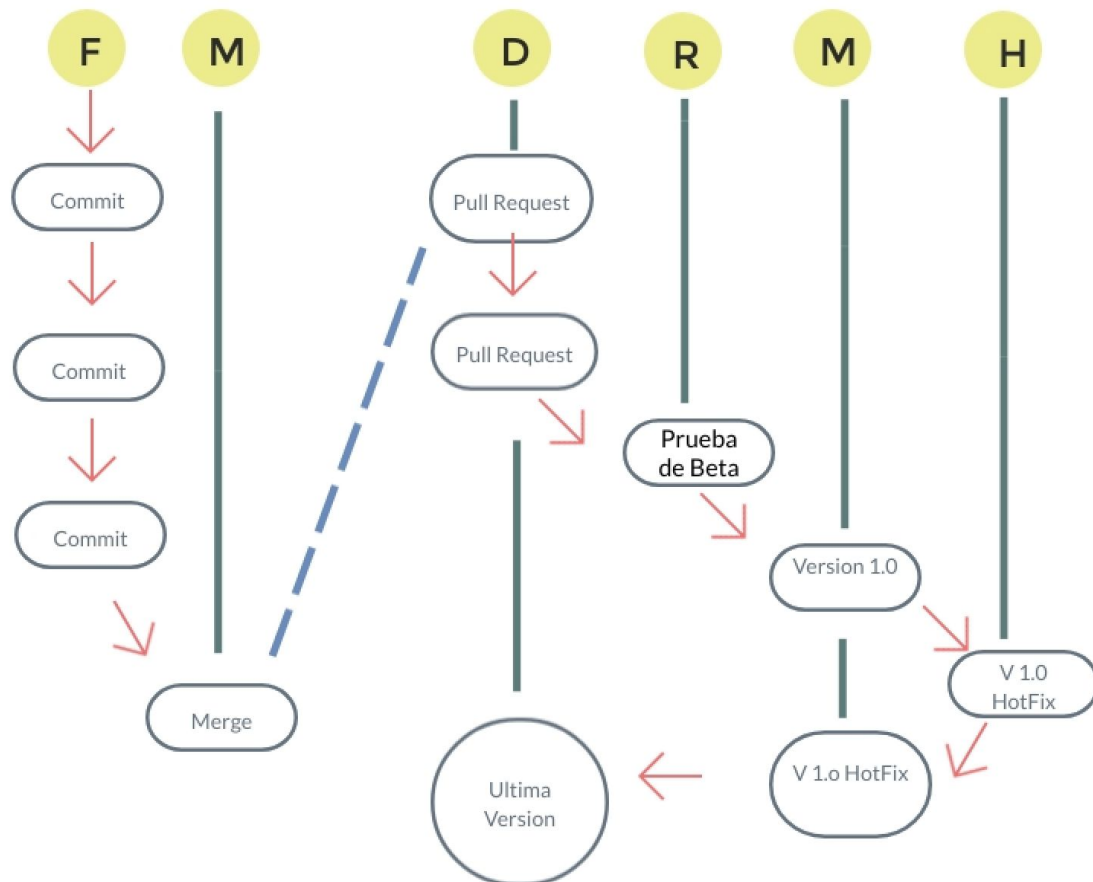 F
M
D
R
M
H
Commit
Commit
Commit
Merge
Pull Request
Pull Request
Prueba
de Beta
Version 1.0
V 1.0
HotFix
V 1.o HotFix
Ultima
Version